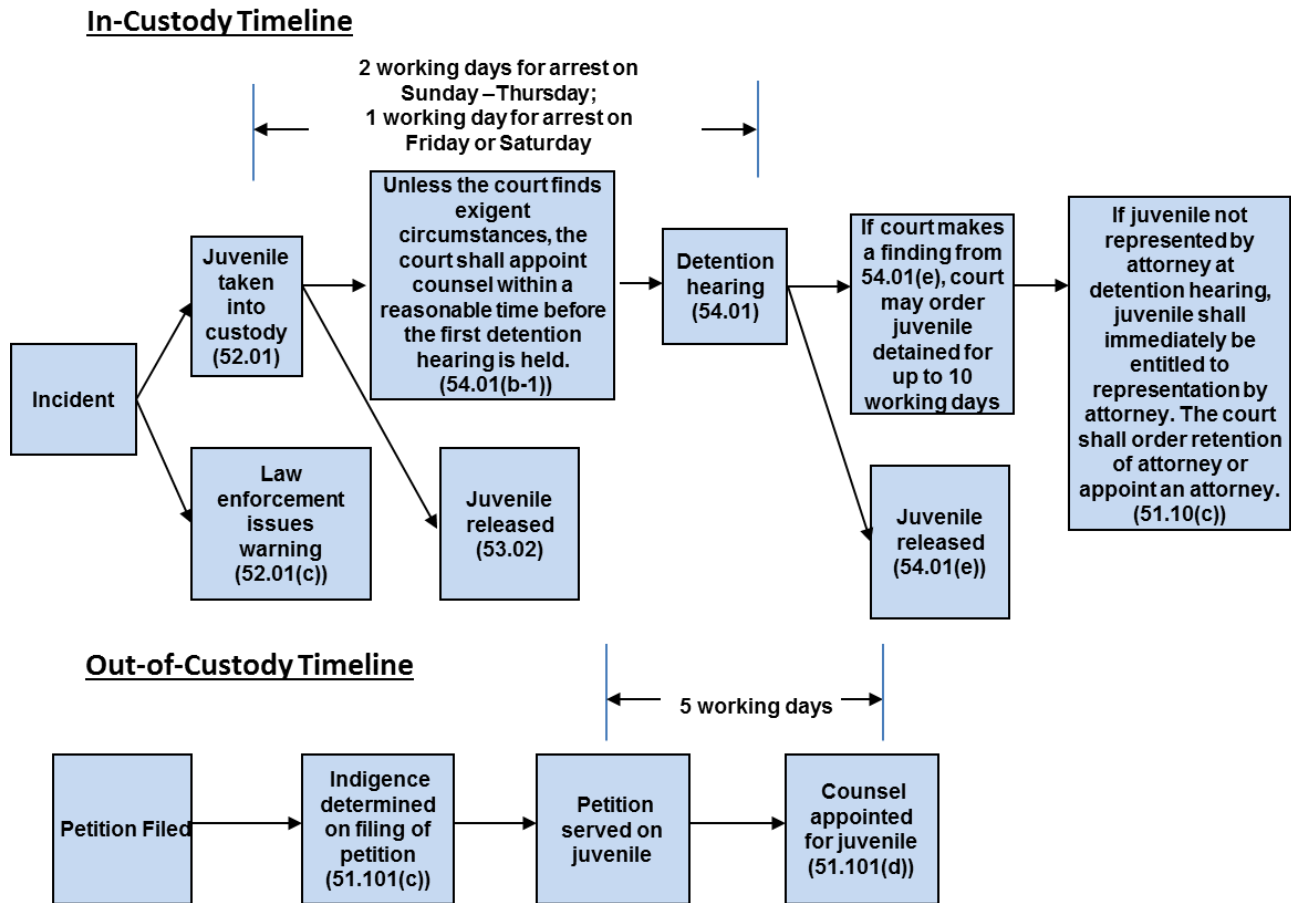 In-Custody Timeline
2 working days for arrest on
Sunday –Thursday;
1 working day for arrest on
Friday or Saturday
Incident
Juvenile
taken
into
custody
(52.01)
Law
enforcement
issues
warning
(52.01(c))
Unless the court finds
exigent
circumstances, the
court shall appoint
counsel within a
reasonable time before
the first detention
hearing is held.
(54.01(b-1))
Juvenile
released
(53.02)
Detention
hearing
(54.01)
If court makes
a finding from
54.01(e), court
may order
juvenile
detained for
up to 10
working days
Juvenile
released
(54.01(e))
If juvenile not
represented by
attorney at
detention hearing,
juvenile shall
immediately be
entitled to
representation by
attorney. The court
shall order retention
of attorney or
appoint an attorney.
(51.10(c))
Out-of-Custody Timeline
5 working days
Petition Filed
Indigence
determined
on filing of
petition
(51.101(c))
Petition
served on
juvenile
Counsel
appointed
for juvenile
(51.101(d))